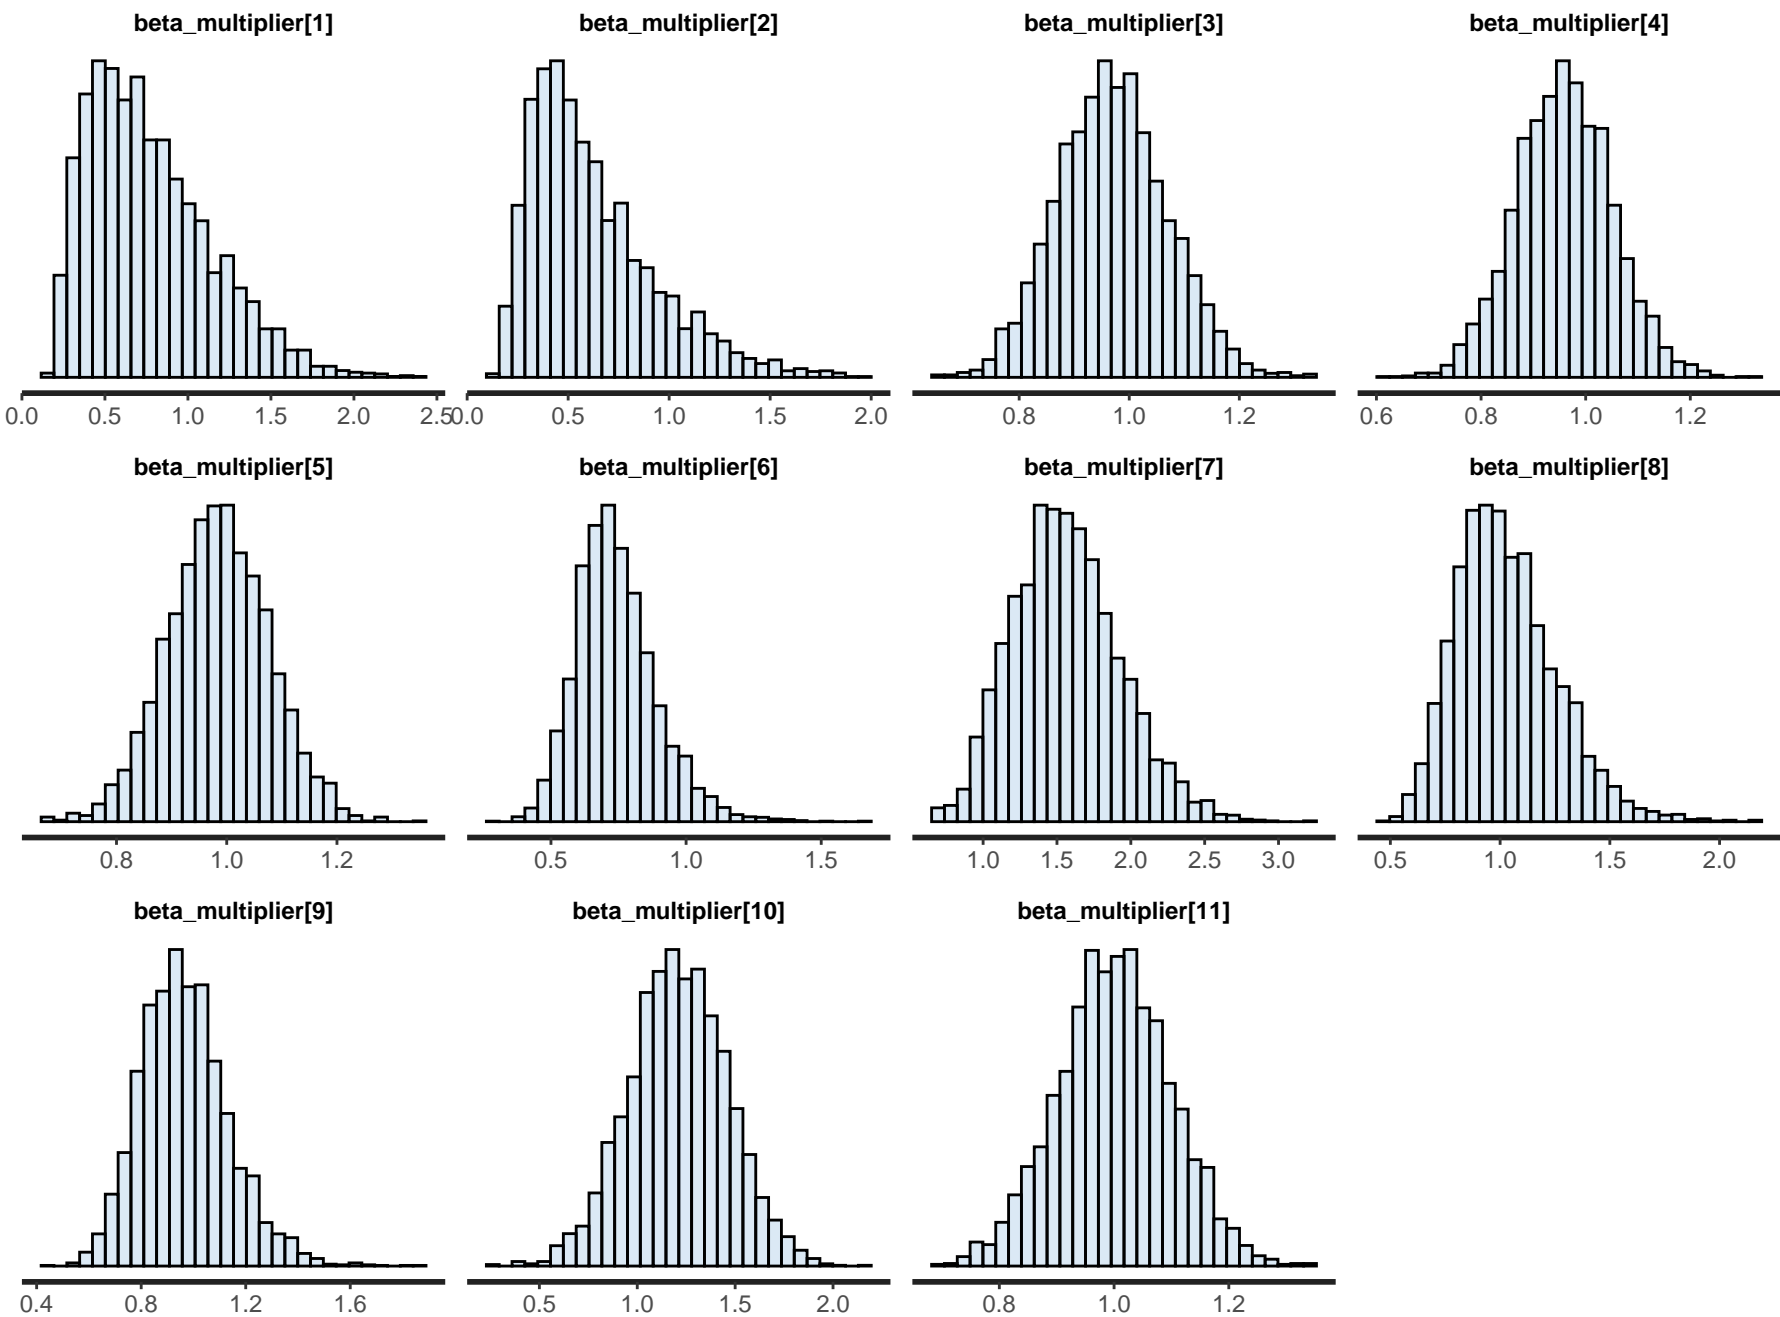 beta_multiplier[1] beta_multiplier[2] beta_multiplier[3] beta_multiplier[4]
0.0 0.5 1.0 1.5 2.0 2.5 0.0 0.5 1.0 1.5 2.0 0.8 1.0 1.2 0.6 0.8 1.0 1.2
beta_multiplier[5] beta_multiplier[6] beta_multiplier[7] beta_multiplier[8]
0.8 1.0 1.2 0.5 1.0 1.5 1.0 1.5 2.0 2.5 3.0 0.5 1.0 1.5 2.0
beta_multiplier[9] beta_multiplier[10] beta_multiplier[11]
0.4 0.8 1.2 1.6 0.5 1.0 1.5 2.0 0.8 1.0 1.2